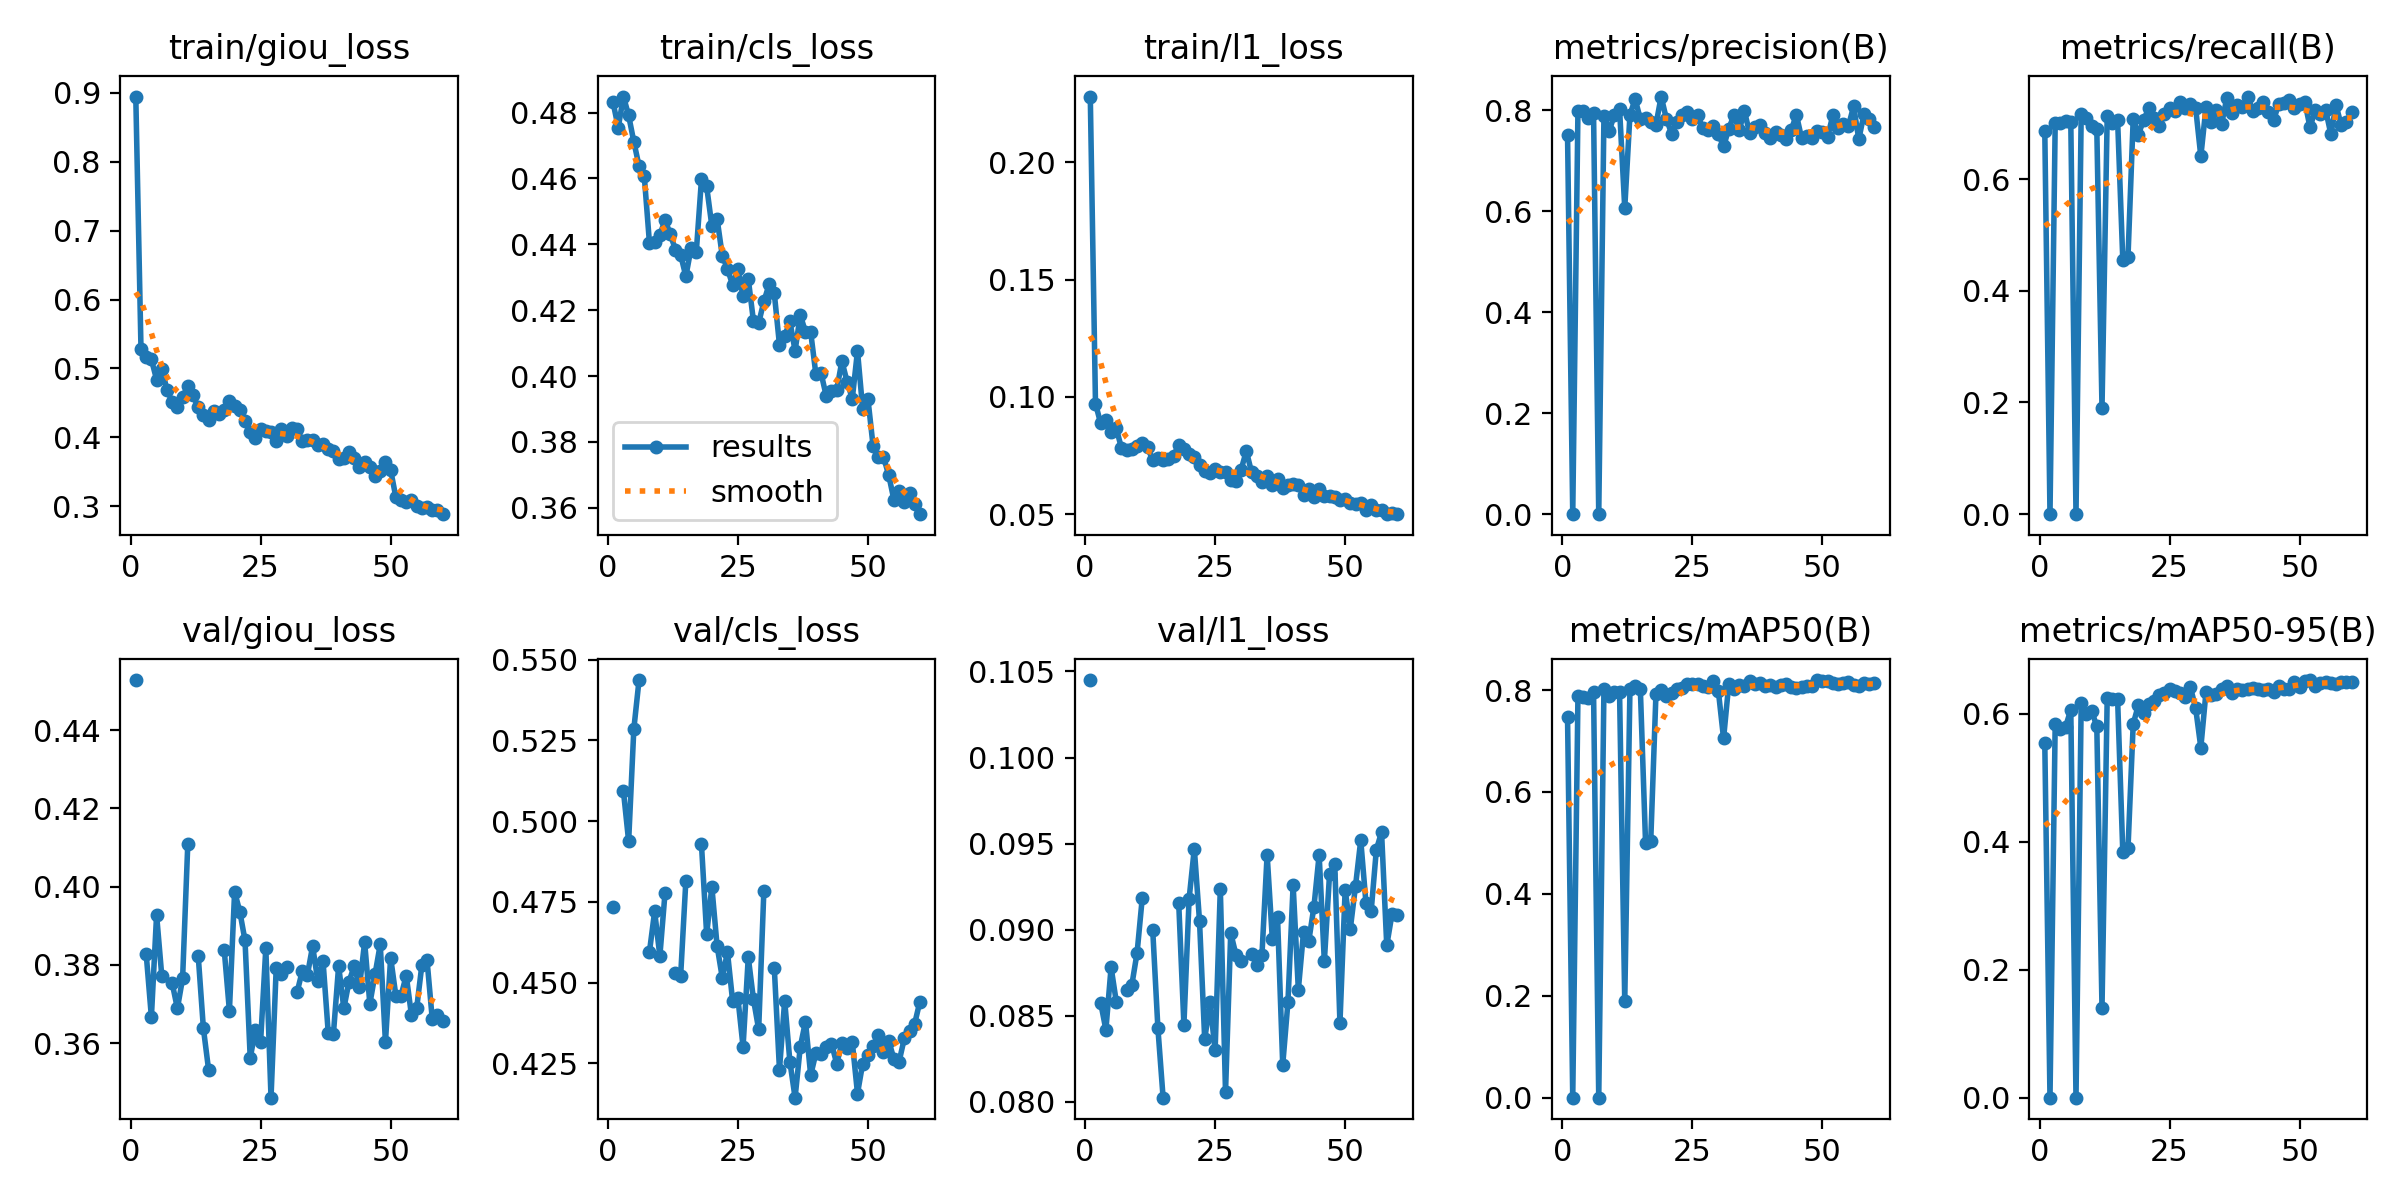 train/giou_loss
0.9
0.8
0.7
0.6
0.5
0.4
0.3
0 25 50
train/cls_loss
0.48
0.46
0.44
0.42
0.40
0.38
0.36
results
smooth
0 25 50
train/l1_loss
0.20
0.15
0.10
0.05
0 25 50
metrics/precision(B)
0.8
0.6
0.4
0.2
0.0
0 25 50
metrics/recall(B)
0.6
0.4
0.2
0.0
0 25 50
val/giou_loss
0.44
0.42
0.40
0.38
0.36
0 25 50
val/cls_loss
0.550
0.525
0.500
0.475
0.450
0.425
0 25 50
val/l1_loss
0.105
0.100
0.095
0.090
0.085
0.080
0 25 50
metrics/mAP50(B)
0.8
0.6
0.4
0.2
0.0
0 25 50
metrics/mAP50-95(B)
0.6
0.4
0.2
0.0
0 25 50